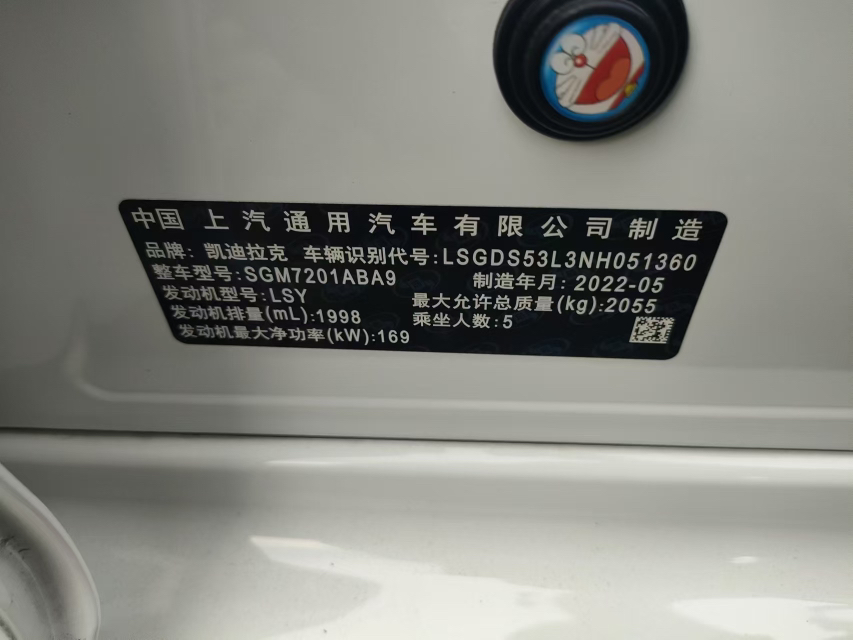 中国 上汽通用汽车有限公司制造
品牌: 凯迪拉克 车辆识别代号:LSGDS53L3NH051360
整车型号:SGM7201ABA9 制造年月: 2022-05
发动机型号:LSY 最大允许总质量(kg):2055
发动机排量(mL):1998 乘坐人数:5
发动机最大净功率(kW):169